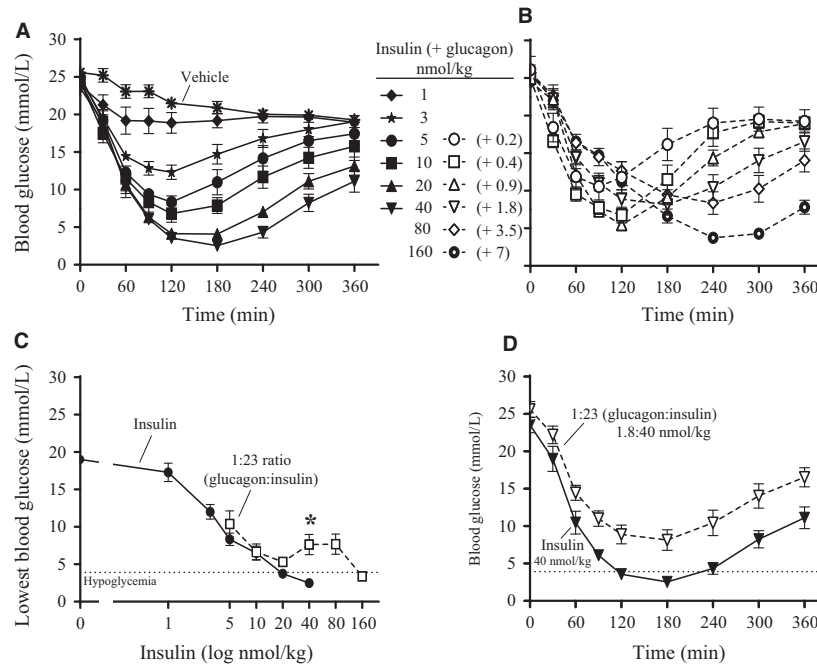 A
Blood glucose (mmol/L)
30
25
20
15
10
5
0
Vehicle
0 60 120 180 240 300 360
Time (min)
Insulin (+ glucagon)
nmol/kg
1
3
5 (+ 0.2)
10 (+ 0.4)
20 (+ 0.9)
40 (+ 1.8)
80 (+ 3.5)
160 (+ 7)
B
0 60 120 180 240 300 360
Time (min)
C
Lowest blood glucose (mmol/L)
30
25
20
15
10
5
0
Insulin
1:23 ratio
(glucagon:insulin)
*
Hypoglycemia
0 1 5 10 20 40 80 160
Insulin (log nmol/kg)
D
Blood glucose (mmol/L)
30
25
20
15
10
5
0
1:23 (glucagon:insulin)
1.8:40 nmol/kg
Insulin
40 nmol/kg
0 60 120 180 240 300 360
Time (min)